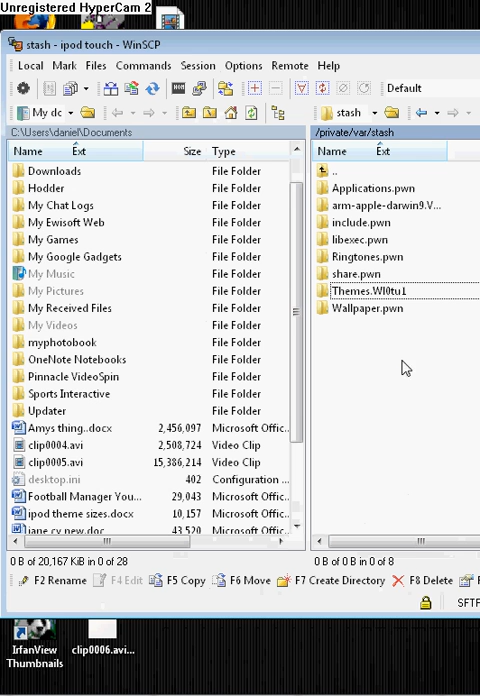 Unregistered HyperCam 2
stash - ipod touch - WinSCP
Local Mark Files Commands Session Options Remote Help
Default
My dc stash
C:\Users\daniel\Documents /private/var/stash
Name Ext Size Type Name Ext
Downloads File Folder ..
Hodder File Folder Applications.pwn
My Chat Logs File Folder arm-apple-darwin9.V...
My Ewisoft Web File Folder include.pwn
My Games File Folder libexec.pwn
My Google Gadgets File Folder Ringtones.pwn
My Music File Folder share.pwn
My Pictures File Folder
My Received Files File Folder Wallpaper.pwn
My Videos File Folder
myphotobook File Folder
OneNote Notebooks File Folder
Pinnacle VideoSpin File Folder
Sports Interactive File Folder
Updater File Folder
Amys thing..docx 2,456,097 Microsoft Offic...
clip0004.avi 2,508,724 Video Clip
clip0005.avi 15,386,214 Video Clip
desktop.ini 402 Configuration ...
Football Manager You... 29,043 Microsoft Offic...
ipod theme sizes.docx 10,157 Microsoft Offic...
jane cv new.doc 43,520 Microsoft Offic...
0 B of 20,167 KiB in 0 of 28 0 B of 0 B in 0 of 8
F2 Rename F4 Edit F5 Copy F6 Move F7 Create Directory F8 Delete F
SFTF
IrfanView
Thumbnails
clip0006.avi...